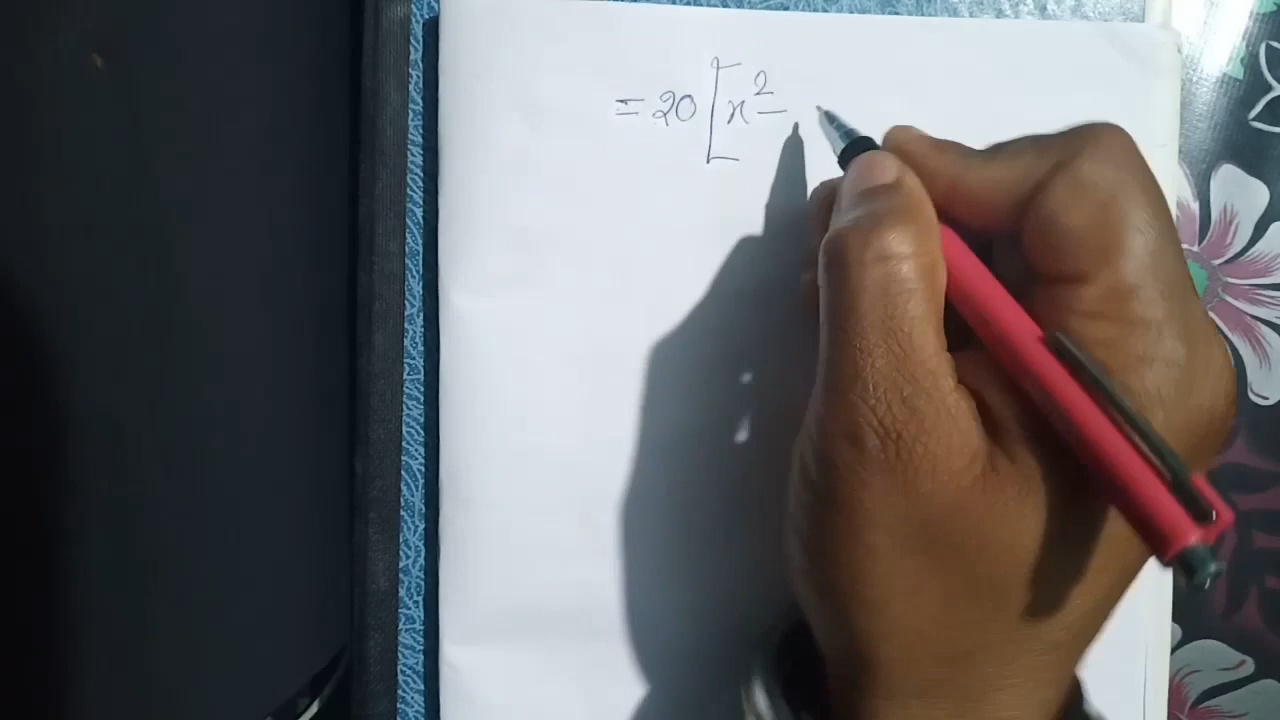 = 20 [x² –